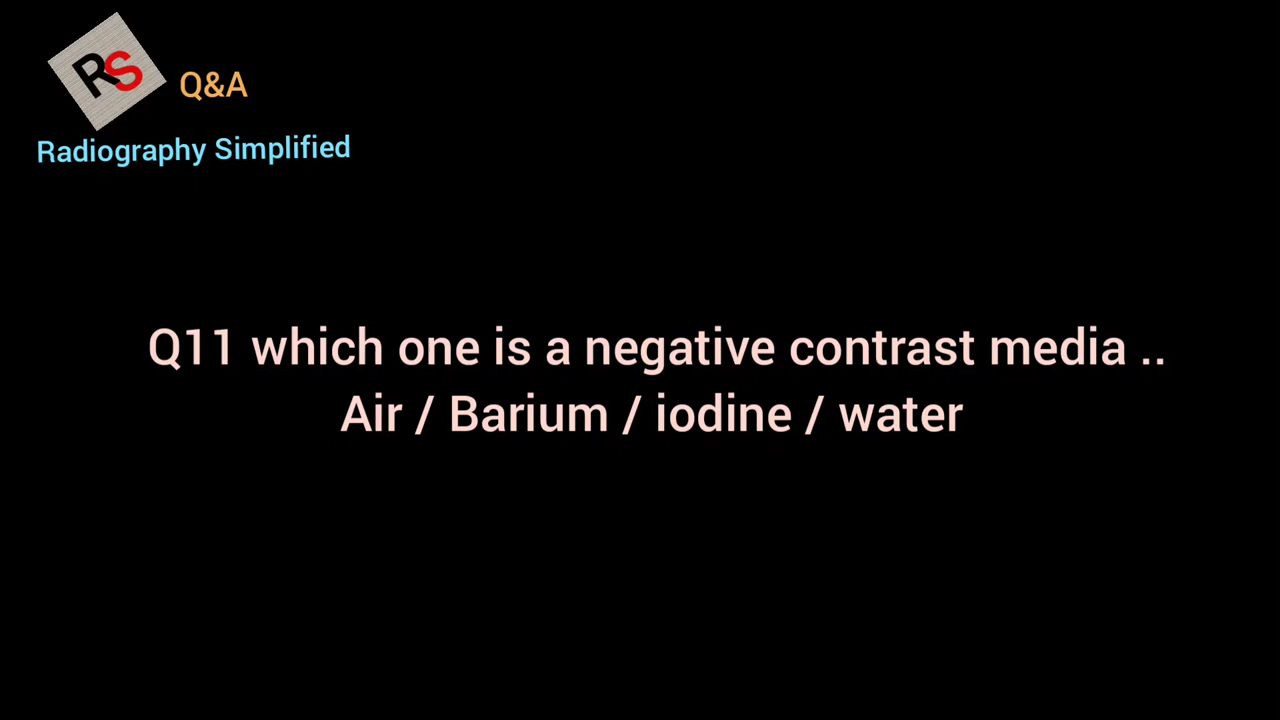 RS
Q&A
Radiography Simplified
Q11 which one is a negative contrast media ..
Air / Barium / iodine / water